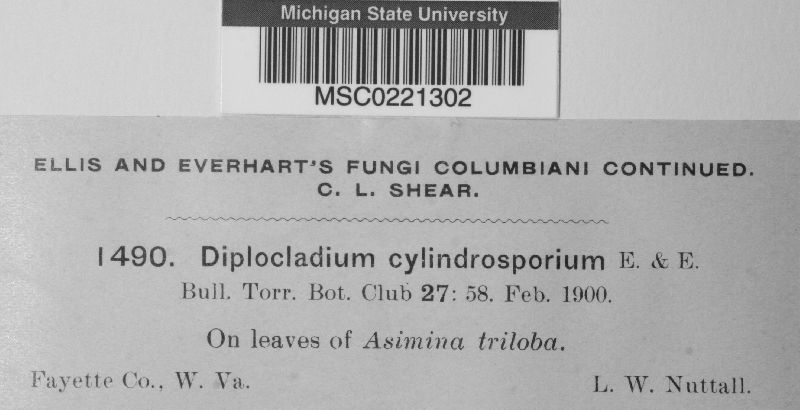 Michigan State University
MSC0221302
ELLIS AND EVERHART'S FUNGI COLUMBIANI CONTINUED.
C. L. SHEAR.
1490. Diplocladium cylindrosporium E. & E.
Bull. Torr. Bot. Club 27: 58. Feb. 1900.
On leaves of Asimina triloba.
Fayette Co., W. Va. L. W. Nuttall.